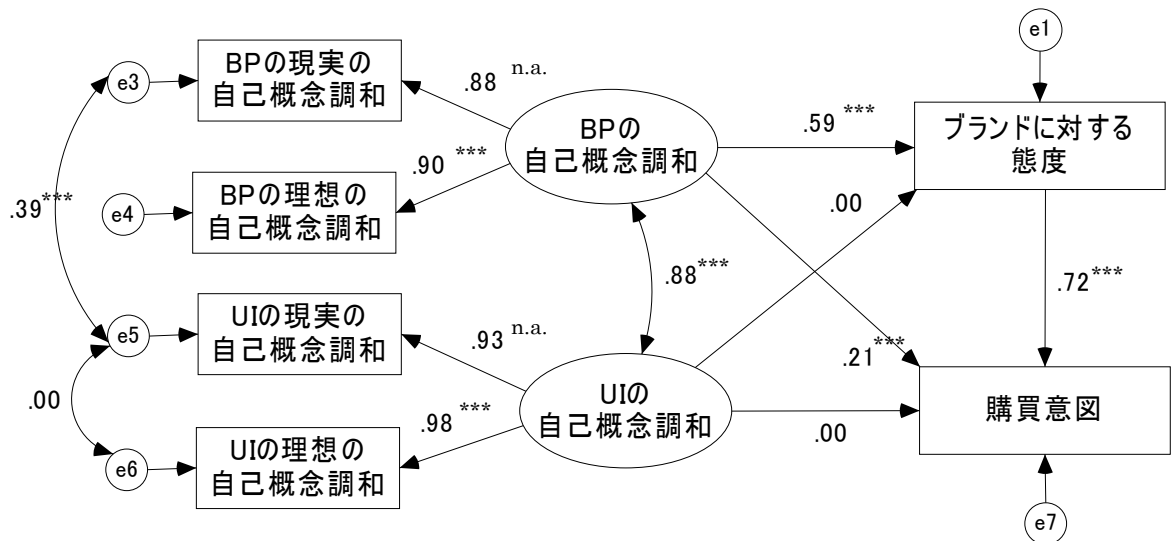 e1
e3
BPの現実の
自己概念調和
.88 n.a.
BPの
自己概念調和
.59 ***
ブランドに対する
態度
.90 ***
.39***
e4
BPの理想の
自己概念調和
.00
.88***
.72***
e5
UIの現実の
自己概念調和
.93 n.a.
.21***
.00
UIの
自己概念調和
購買意図
.98 ***
.00
e6
UIの理想の
自己概念調和
e7